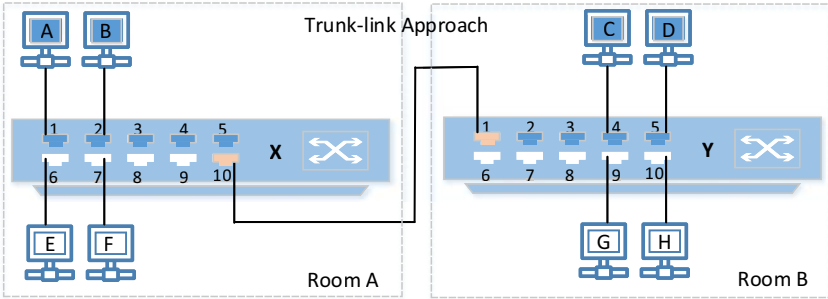 Trunk-link Approach
A B
C D
1 2 3 4 5
X
6 7 8 9 10
1 2 3 4 5
Y
6 7 8 9 10
E F
G H
Room A
Room B